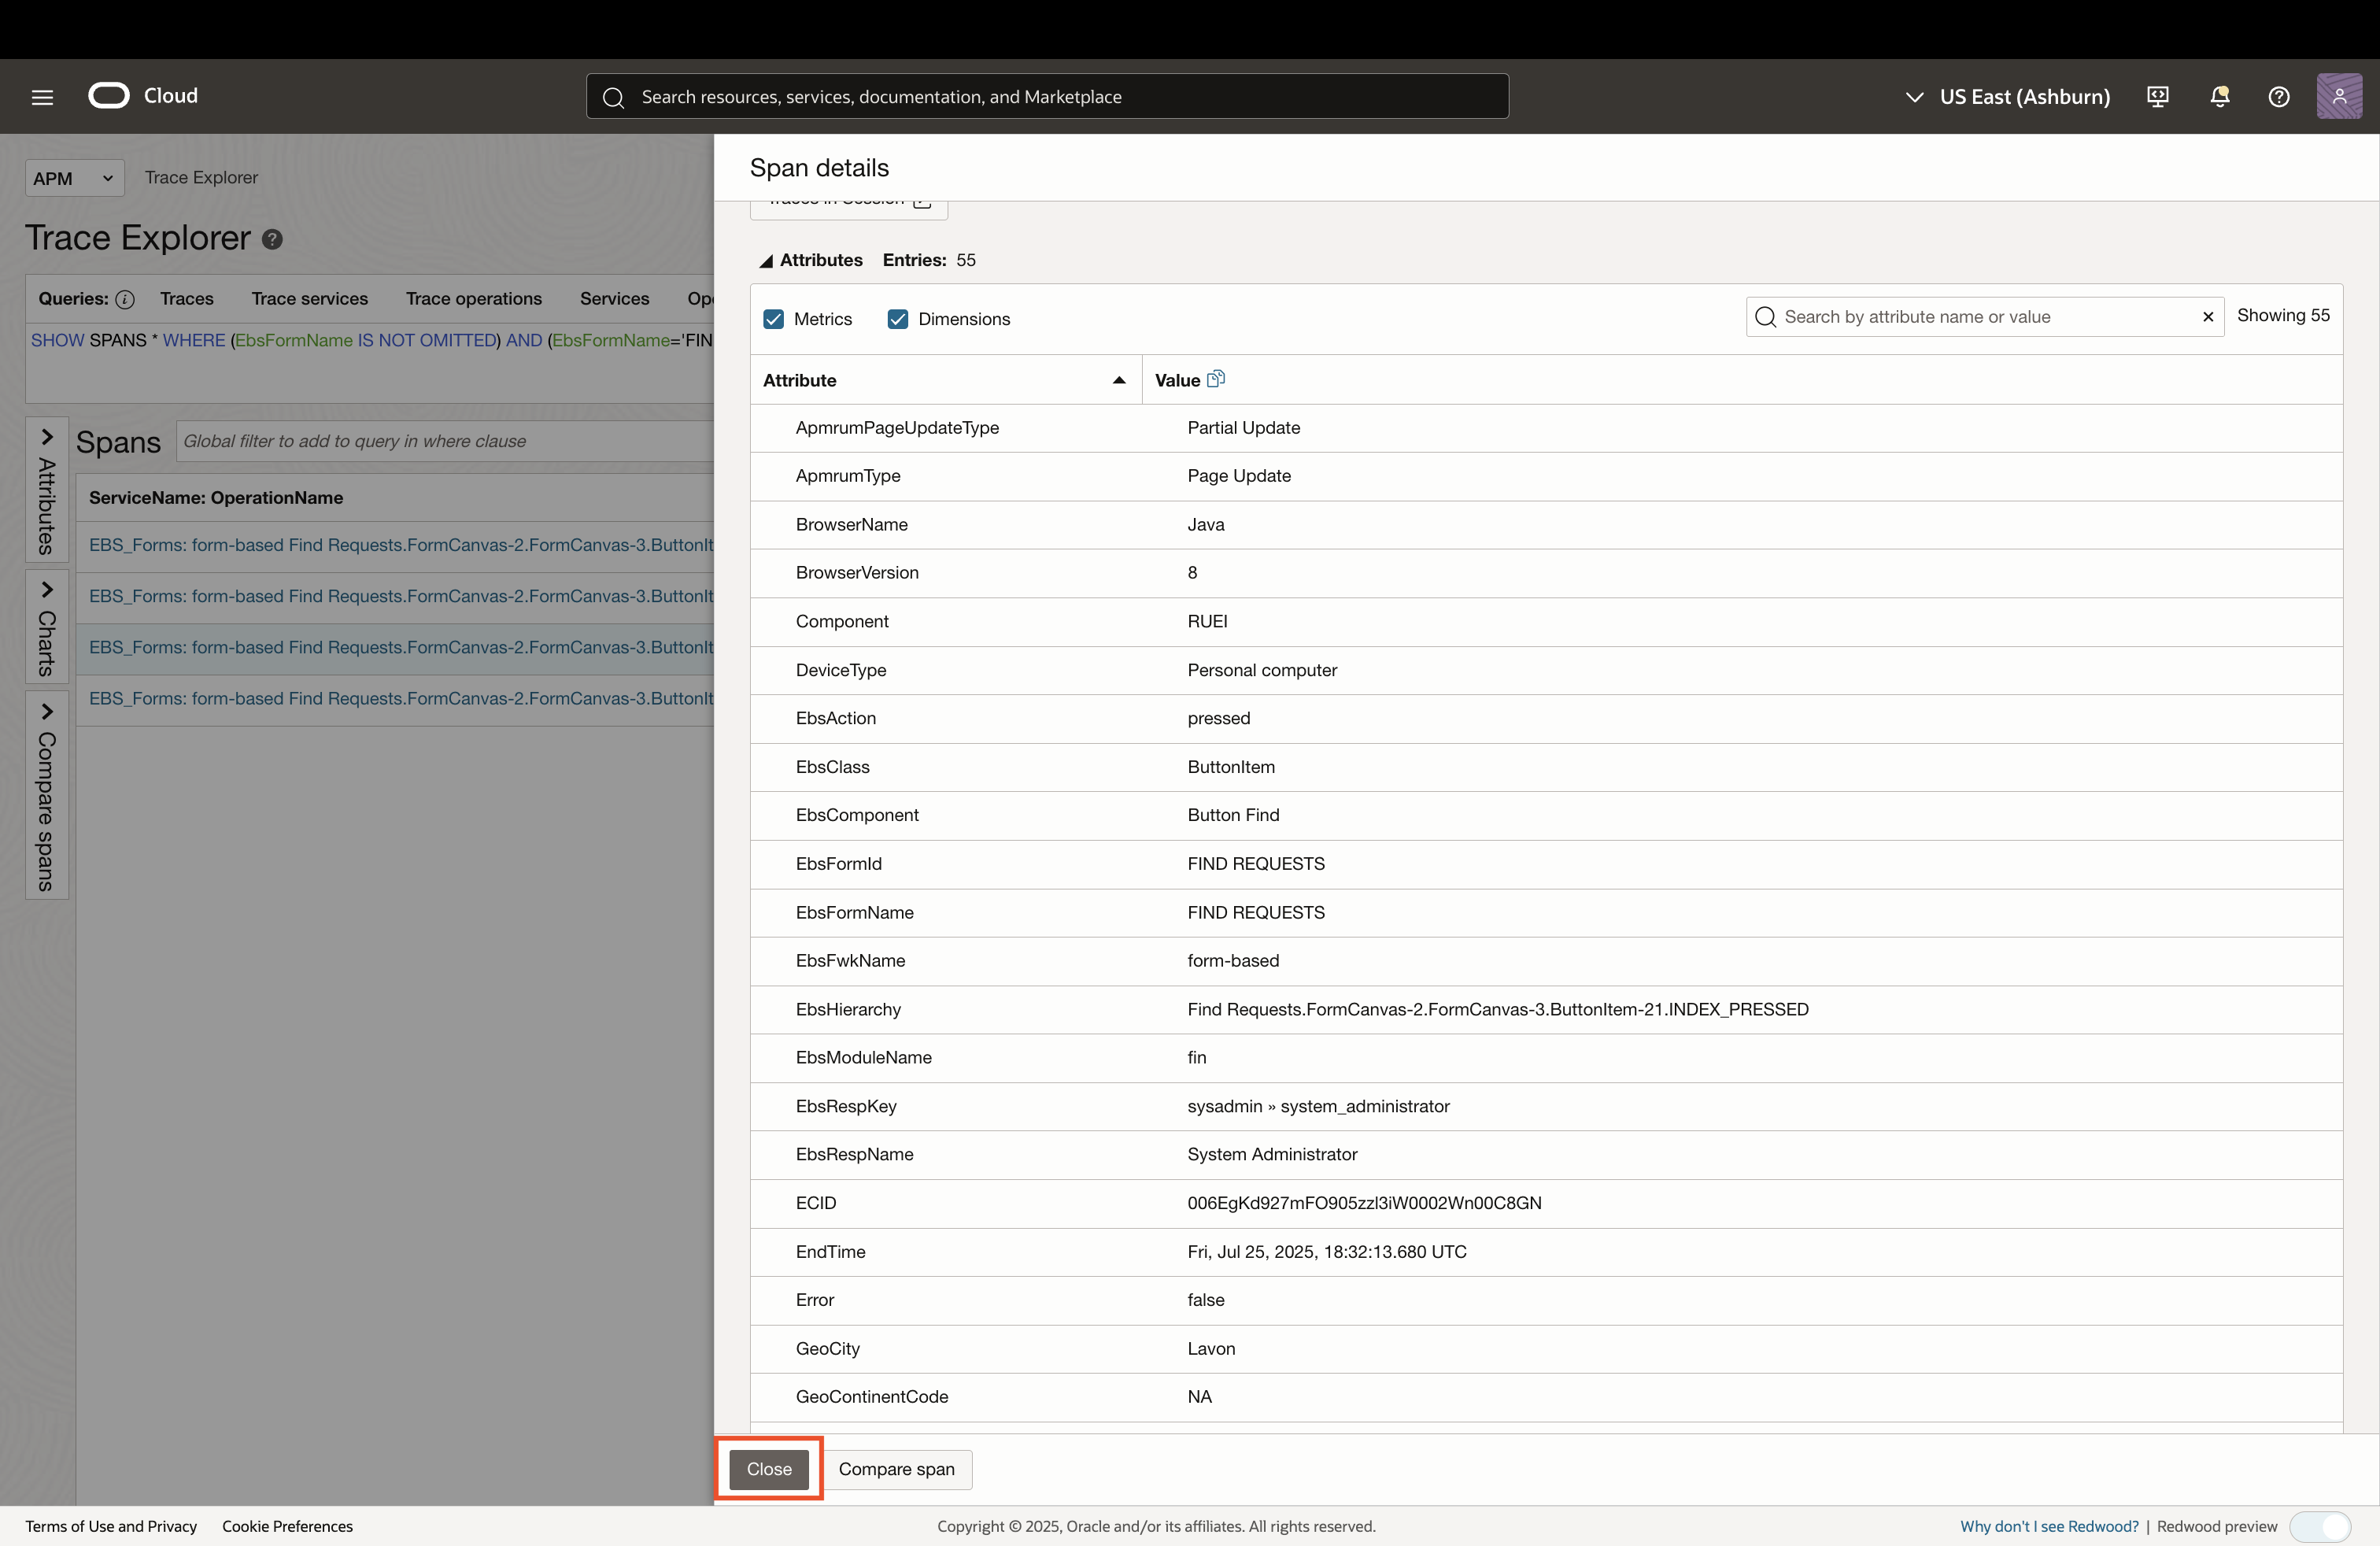 Cloud
Search resources, services, documentation, and Marketplace
US East (Ashburn)
APM
Trace Explorer
Trace Explorer
Queries: Traces Trace services Trace operations Services Op
SHOW SPANS * WHERE (EbsFormName IS NOT OMITTED) AND (EbsFormName='FIN
Attributes
Charts
Compare spans
Spans
Global filter to add to query in where clause
ServiceName: OperationName
EBS_Forms: form-based Find Requests.FormCanvas-2.FormCanvas-3.ButtonIt
EBS_Forms: form-based Find Requests.FormCanvas-2.FormCanvas-3.ButtonIt
EBS_Forms: form-based Find Requests.FormCanvas-2.FormCanvas-3.ButtonIt
EBS_Forms: form-based Find Requests.FormCanvas-2.FormCanvas-3.ButtonIt
Span details
Traces in Session
Attributes Entries: 55
Metrics Dimensions
Search by attribute name or value
Showing 55
Attribute Value
ApmrumPageUpdateType Partial Update
ApmrumType Page Update
BrowserName Java
BrowserVersion 8
Component RUEI
DeviceType Personal computer
EbsAction pressed
EbsClass ButtonItem
EbsComponent Button Find
EbsFormId FIND REQUESTS
EbsFormName FIND REQUESTS
EbsFwkName form-based
EbsHierarchy Find Requests.FormCanvas-2.FormCanvas-3.ButtonItem-21.INDEX_PRESSED
EbsModuleName fin
EbsRespKey sysadmin » system_administrator
EbsRespName System Administrator
ECID 006EgKd927mFO905zzl3iW0002Wn00C8GN
EndTime Fri, Jul 25, 2025, 18:32:13.680 UTC
Error false
GeoCity Lavon
GeoContinentCode NA
Close Compare span
Terms of Use and Privacy Cookie Preferences
Copyright © 2025, Oracle and/or its affiliates. All rights reserved.
Why don't I see Redwood? | Redwood preview